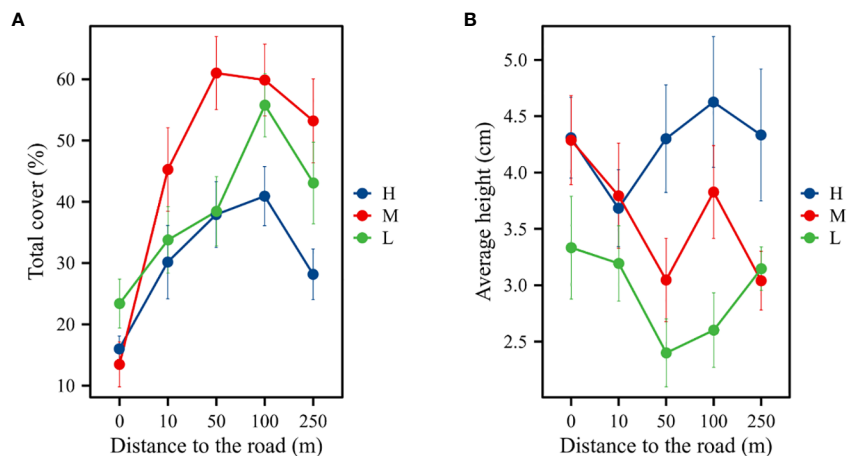 A
Total cover (%)
60
50
40
30
20
10
0 10 50 100 250
Distance to the road (m)
H
M
L
B
Average height (cm)
5.0
4.5
4.0
3.5
3.0
2.5
0 10 50 100 250
Distance to the road (m)
H
M
L